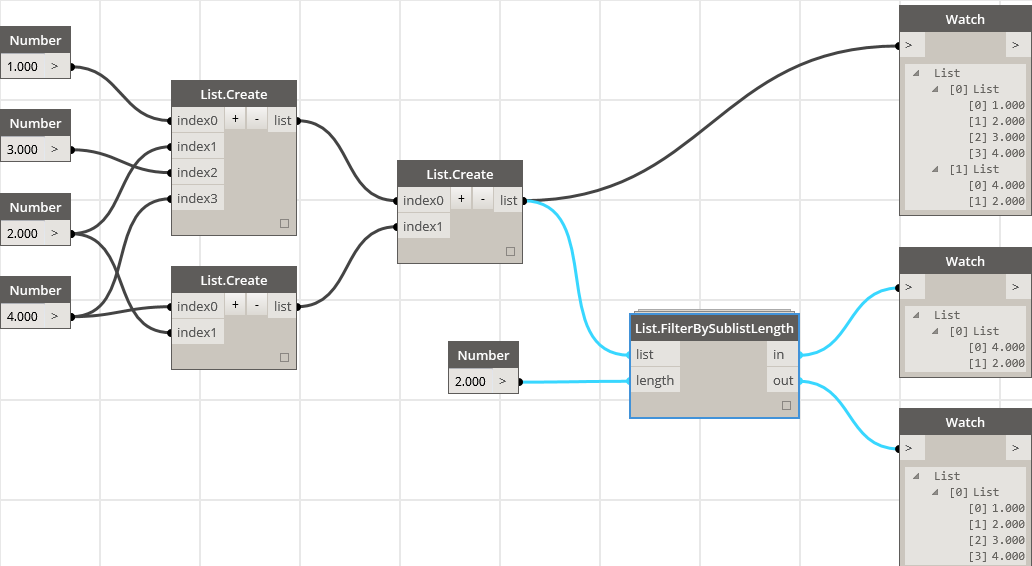 Number
1.000 >
Number
3.000 >
Number
2.000 >
Number
4.000 >
List.Create
index0 + - list
index1
index2
index3
List.Create
index0 + - list
index1
List.Create
index0 + - list
index1
Number
2.000 >
List.FilterBySublistLength
list in
length out
Watch
> >
List
[0] List
[0] 1.000
[1] 2.000
[2] 3.000
[3] 4.000
[1] List
[0] 4.000
[1] 2.000
Watch
> >
List
[0] List
[0] 4.000
[1] 2.000
Watch
> >
List
[0] List
[0] 1.000
[1] 2.000
[2] 3.000
[3] 4.000